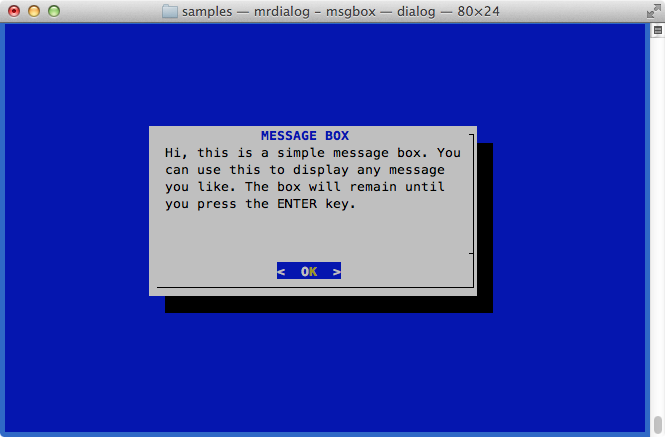 samples — mrdialog – msgbox — dialog — 80×24
MESSAGE BOX
Hi, this is a simple message box. You
can use this to display any message
you like. The box will remain until
you press the ENTER key.
<  OK  >